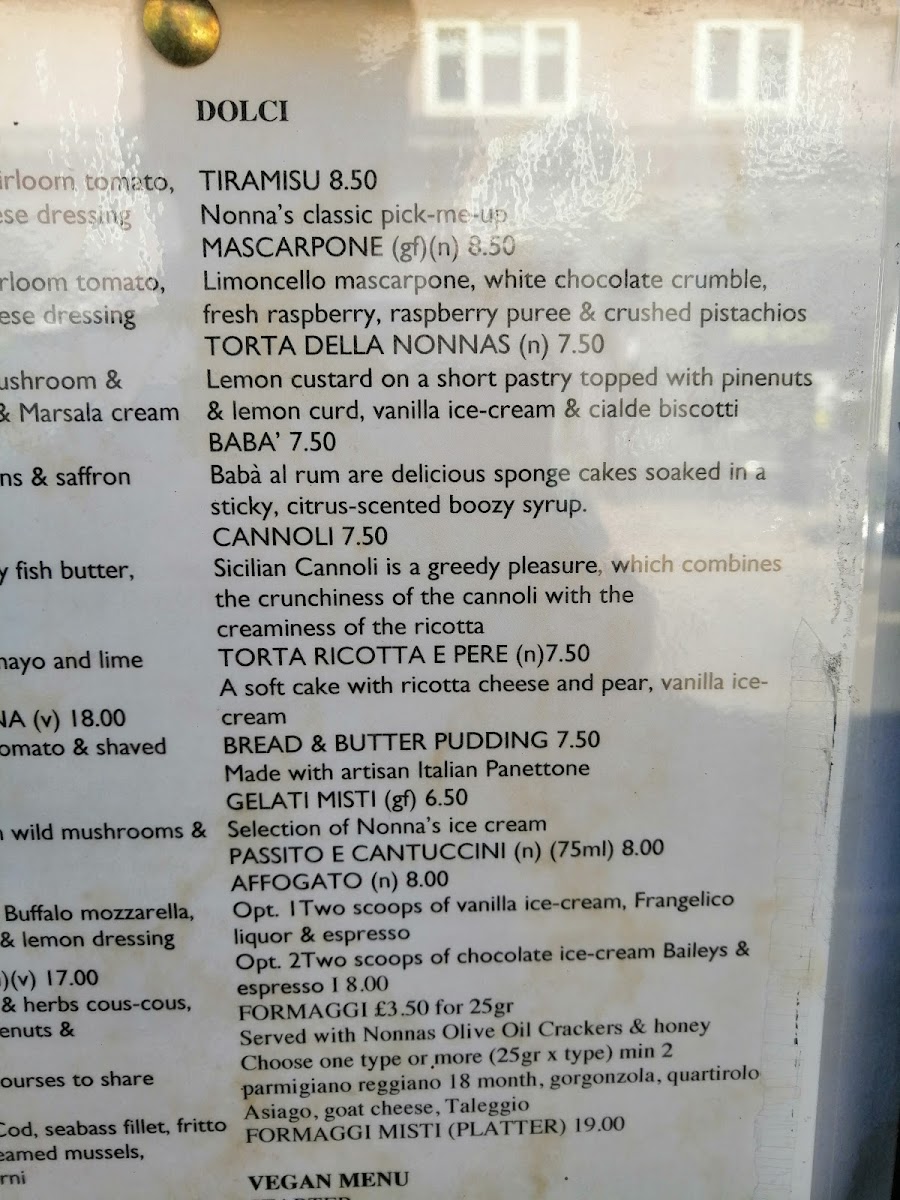 DOLCI
TIRAMISU 8.50
Nonna's classic pick-me-up
MASCARPONE (gf)(n) 8.50
Limoncello mascarpone, white chocolate crumble,
fresh raspberry, raspberry puree & crushed pistachios
TORTA DELLA NONNAS (n) 7.50
Lemon custard on a short pastry topped with pinenuts
& lemon curd, vanilla ice-cream & cialde biscotti
BABA' 7.50
Babà al rum are delicious sponge cakes soaked in a
sticky, citrus-scented boozy syrup.
CANNOLI 7.50
Sicilian Cannoli is a greedy pleasure, which combines
the crunchiness of the cannoli with the
creaminess of the ricotta
TORTA RICOTTA E PERE (n)7.50
A soft cake with ricotta cheese and pear, vanilla ice-
cream
BREAD & BUTTER PUDDING 7.50
Made with artisan Italian Panettone
GELATI MISTI (gf) 6.50
Selection of Nonna's ice cream
PASSITO E CANTUCCINI (n) (75ml) 8.00
AFFOGATO (n) 8.00
Opt. 1Two scoops of vanilla ice-cream, Frangelico
liquor & espresso
Opt. 2Two scoops of chocolate ice-cream Baileys &
espresso 1 8.00
FORMAGGI £3.50 for 25gr
Served with Nonnas Olive Oil Crackers & honey
Choose one type or more (25gr x type) min 2
parmigiano reggiano 18 month, gorgonzola, quartirolo
Asiago, goat cheese, Taleggio
FORMAGGI MISTI (PLATTER) 19.00
VEGAN MENU
irloom tomato,
ese dressing
rloom tomato,
ese dressing
ushroom &
& Marsala cream
ns & saffron
y fish butter,
nayo and lime
NA (v) 18.00
omato & shaved
wild mushrooms &
Buffalo mozzarella,
& lemon dressing
)(v) 17.00
& herbs cous-cous,
enuts &
ourses to share
Cod, seabass fillet, fritto
eamed mussels,
rni